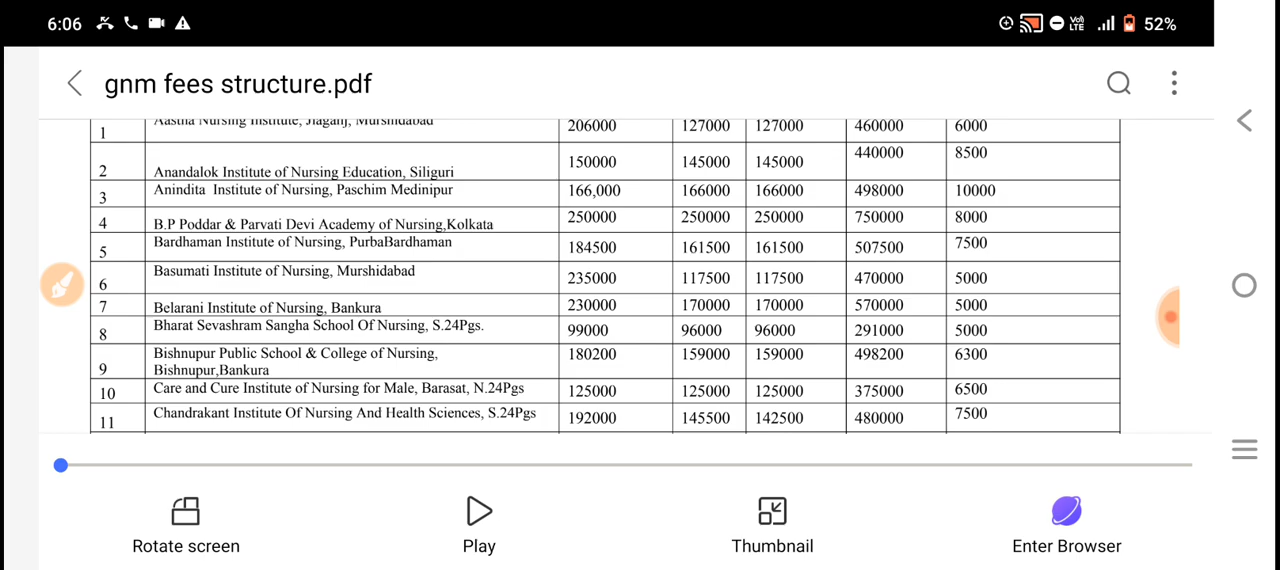 6:06
VoD LTE 52%
gnm fees structure.pdf
1 Aastha Nursing Institute, Jiaganj, Murshidabad 206000 127000 127000 460000 6000
2 Anandalok Institute of Nursing Education, Siliguri 150000 145000 145000 440000 8500
3 Anindita Institute of Nursing, Paschim Medinipur 166,000 166000 166000 498000 10000
4 B.P Poddar & Parvati Devi Academy of Nursing,Kolkata 250000 250000 250000 750000 8000
5 Bardhaman Institute of Nursing, PurbaBardhaman 184500 161500 161500 507500 7500
6 Basumati Institute of Nursing, Murshidabad 235000 117500 117500 470000 5000
7 Belarani Institute of Nursing, Bankura 230000 170000 170000 570000 5000
8 Bharat Sevashram Sangha School Of Nursing, S.24Pgs. 99000 96000 96000 291000 5000
9 Bishnupur Public School & College of Nursing, 180200 159000 159000 498200 6300
Bishnupur,Bankura
10 Care and Cure Institute of Nursing for Male, Barasat, N.24Pgs 125000 125000 125000 375000 6500
11 Chandrakant Institute Of Nursing And Health Sciences, S.24Pgs 192000 145500 142500 480000 7500
Rotate screen Play Thumbnail Enter Browser